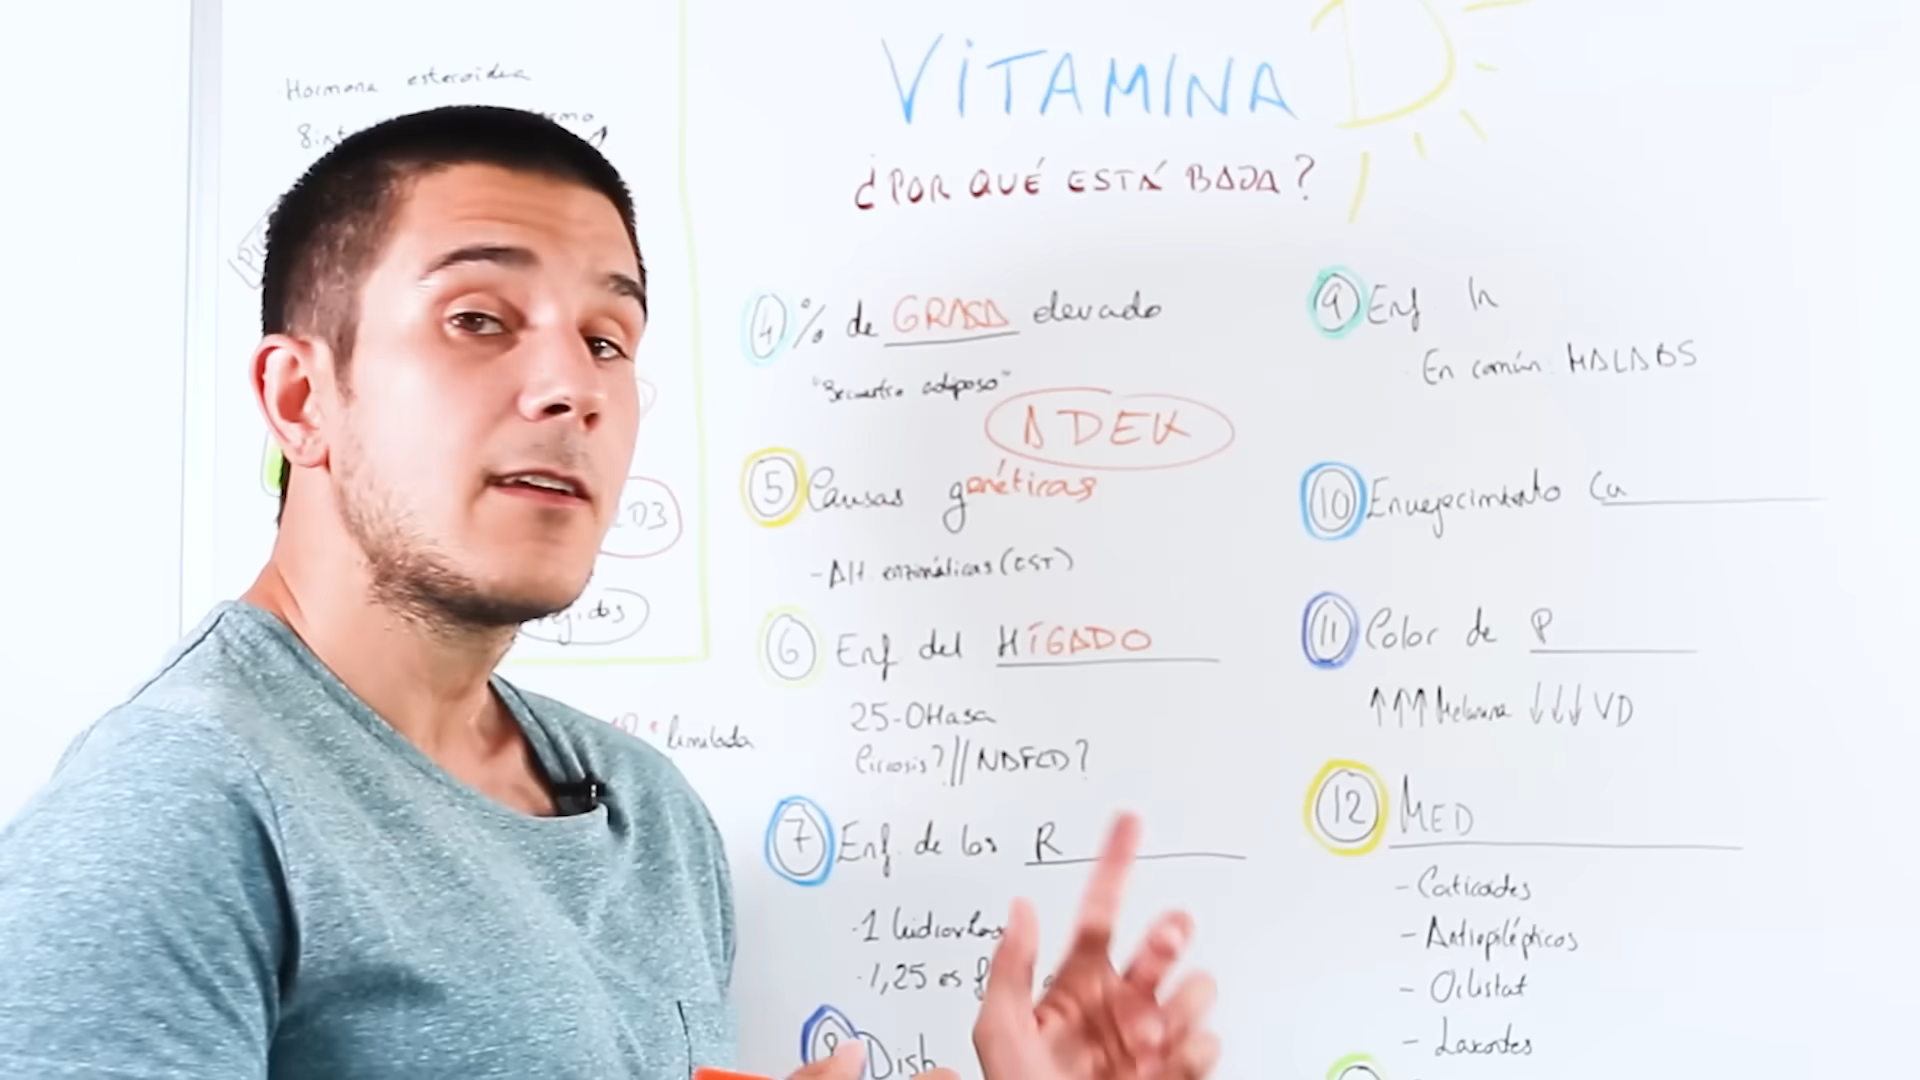 Hormona esteroidea
VITAMINA D
¿POR QUÉ ESTÁ BAJA?
limitada
4 % de GRASA elevado
"Secuestro adiposo"
ADEK
5 Causas genéticas
- Alt. enzimáticas (EST)
6 Enf del HÍGADO
25-OHasa
Cirrosis? // NAFLD?
7 Enf. de los R
1,25 es
8
9 Enf. In
En común: MALABS
10 Envejecimiento Cu
11 Color de P
↑↑↑ Melanina ↓↓↓ VD
12 MED
- Corticoides
- Antiepilépticos
- Orlistat
- Laxantes
D3